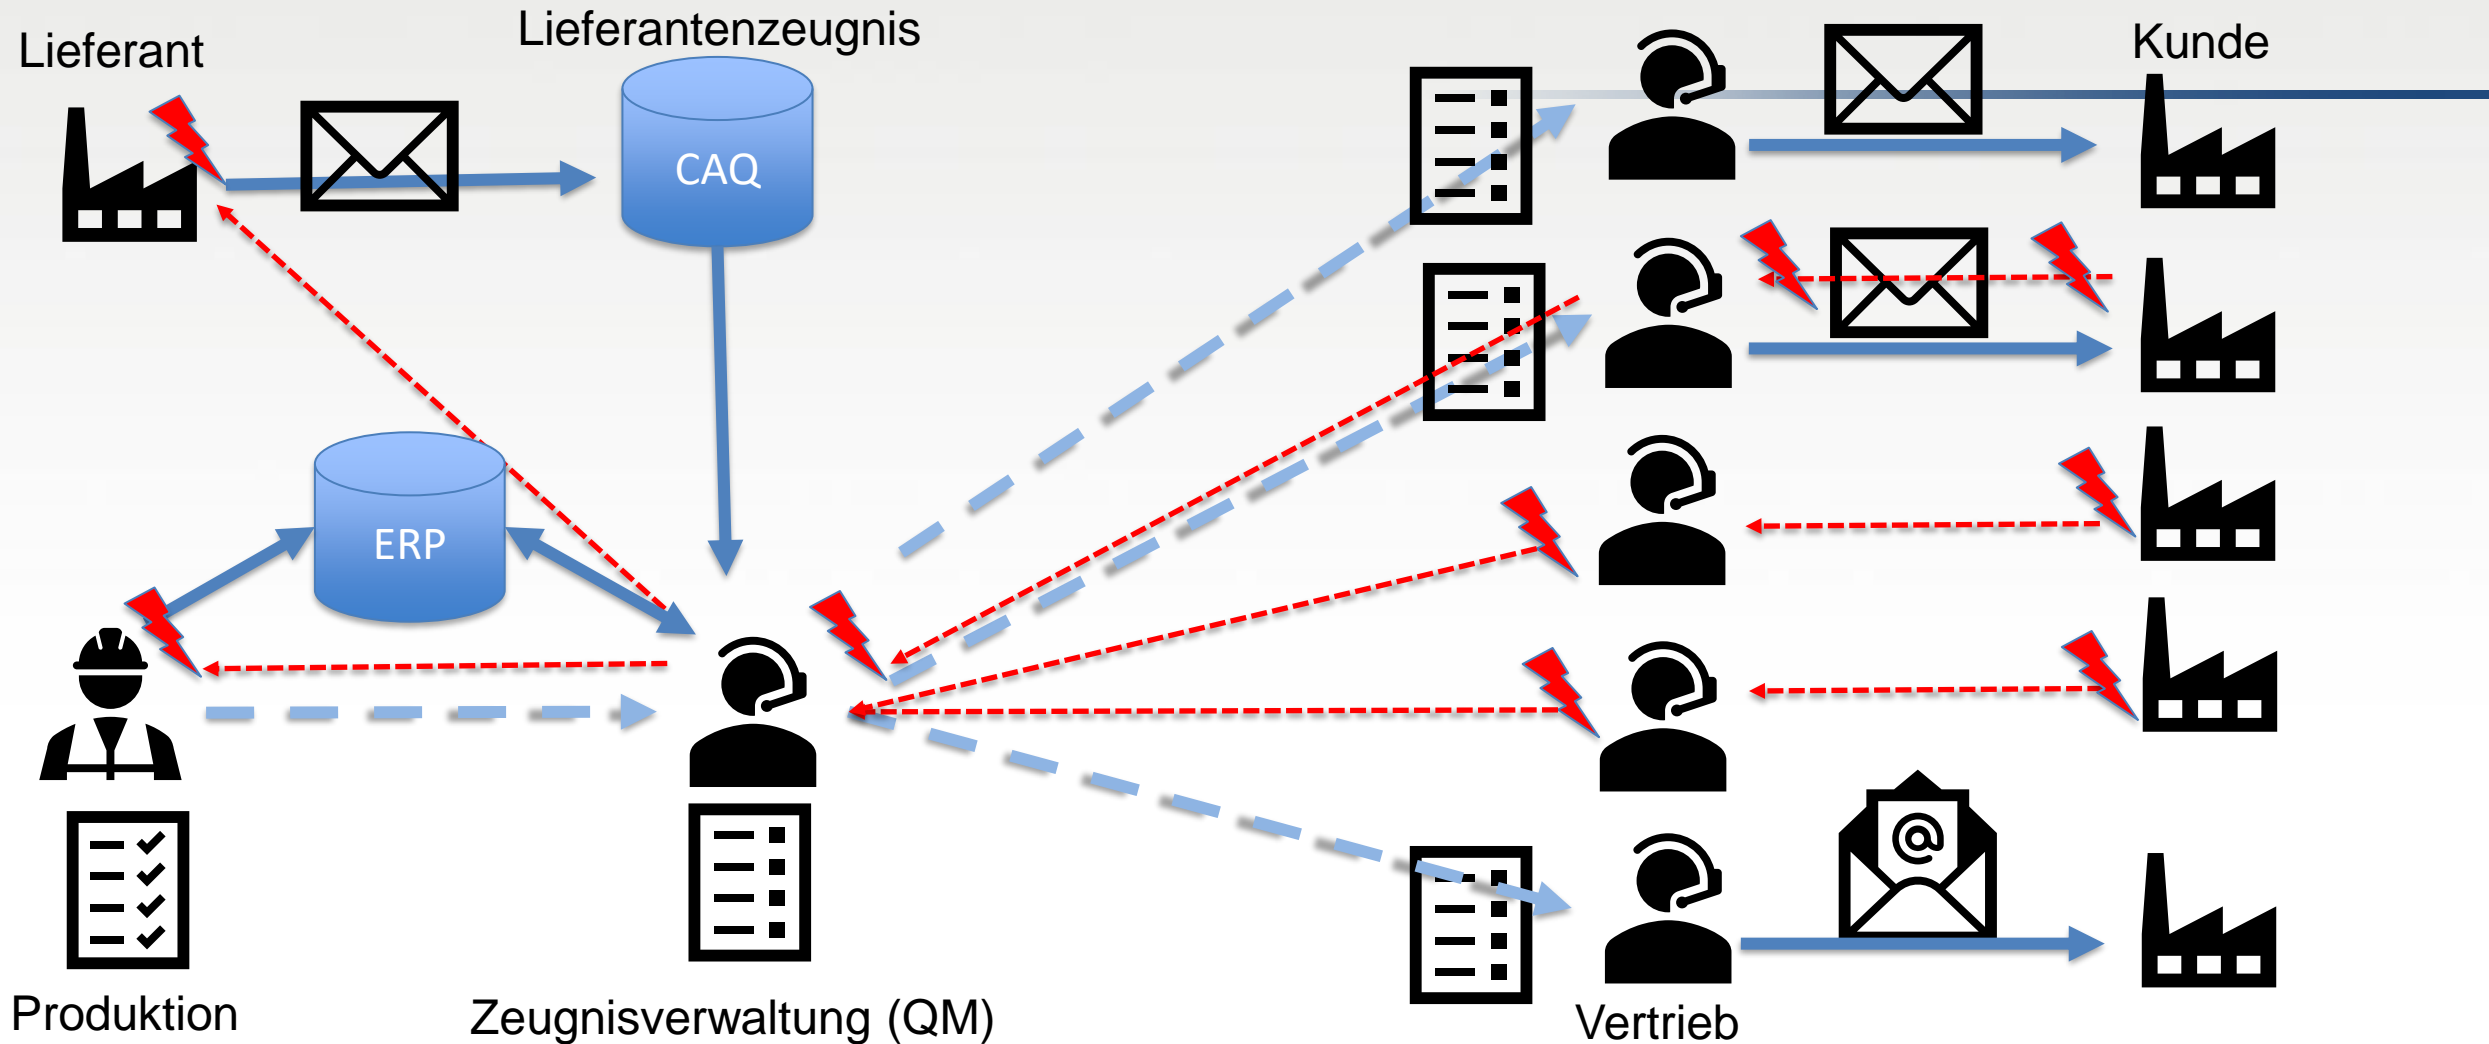 Lieferant
Lieferantenzeugnis
Kunde
CAQ
ERP
@
Produktion
Zeugnisverwaltung (QM)
Vertrieb